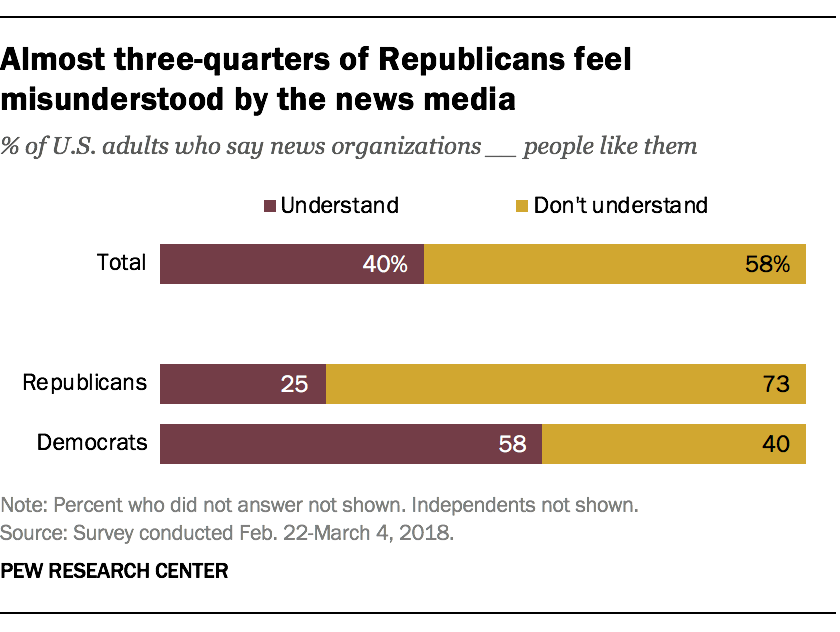 Almost three-quarters of Republicans feel
misunderstood by the news media
% of U.S. adults who say news organizations ___ people like them
Understand Don't understand
Total 40% 58%
Republicans 25 73
Democrats 58 40
Note: Percent who did not answer not shown. Independents not shown.
Source: Survey conducted Feb. 22-March 4, 2018.
PEW RESEARCH CENTER